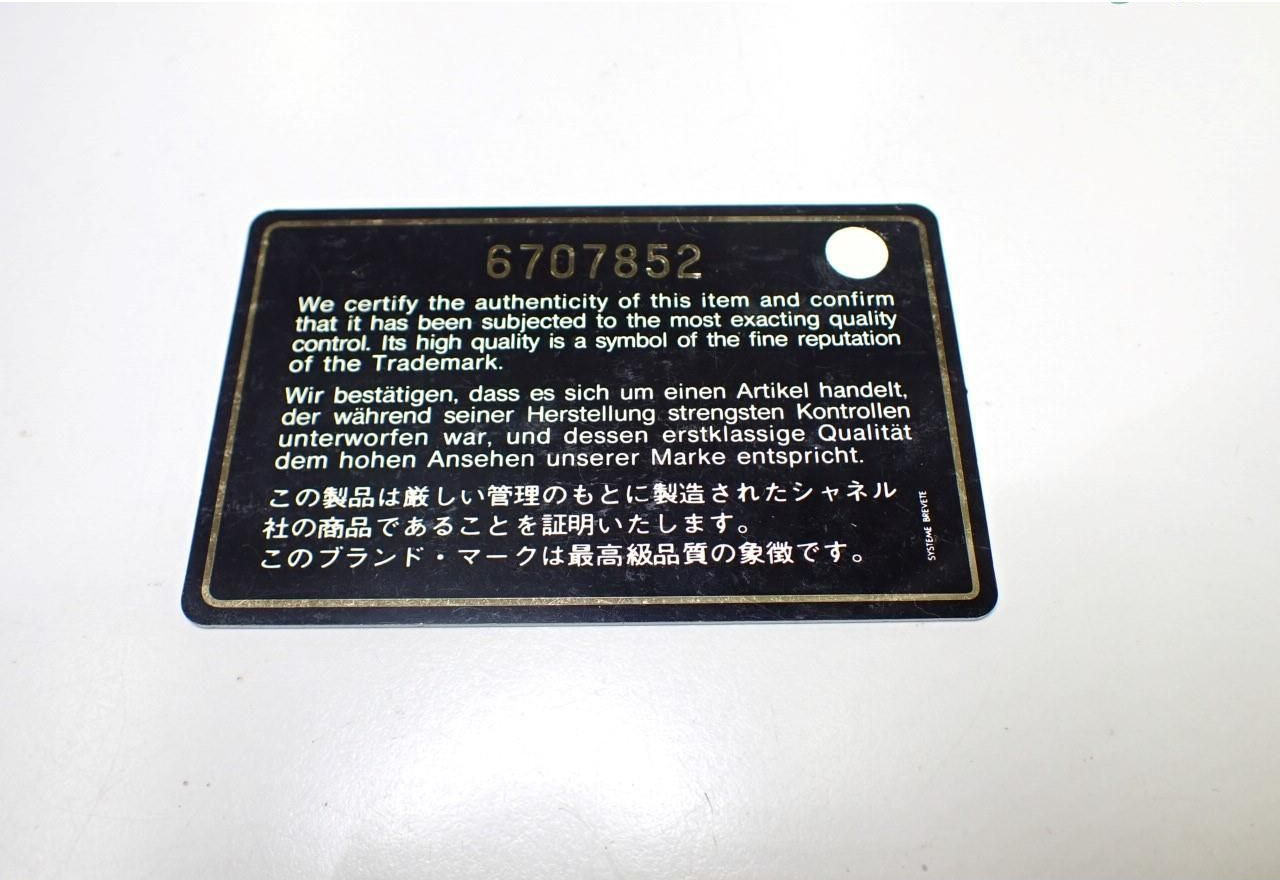 6707852
We certify the authenticity of this item and confirm
that it has been subjected to the most exacting quality
control. Its high quality is a symbol of the fine reputation
of the Trademark.
Wir bestätigen, dass es sich um einen Artikel handelt,
der während seiner Herstellung strengsten Kontrollen
unterworfen war, und dessen erstklassige Qualität
dem hohen Ansehen unserer Marke entspricht.
この製品は厳しい管理のもとに製造されたシャネル
社の商品であることを証明いたします。
このブランド・マークは最高級品質の象徴です。
SYSTEME BREVETE